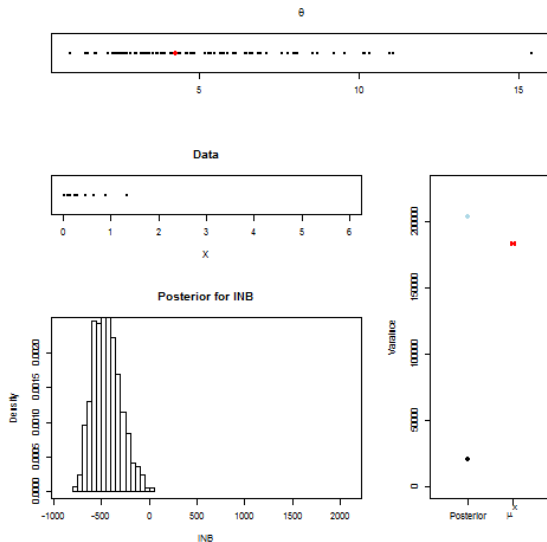 θ
5 10 15
Data
0 1 2 3 4 5 6
X
Posterior for INB
Density
0.0000 0.0005 0.0010 0.0015 0.0020
-1000 -500 0 500 1000 1500 2000
INB
Variance
0 50000 100000 150000 200000
Posterior μ^X